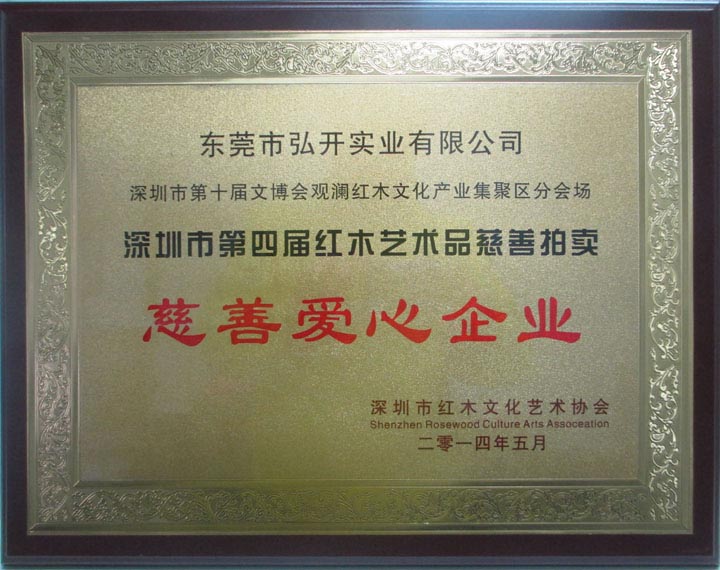 东莞市弘开实业有限公司
深圳市第十届文博会观澜红木文化产业集聚区分会场
深圳市第四届红木艺术品慈善拍卖
慈善爱心企业
深圳市红木文化艺术协会
Shenzhen Rosewood Culture Arts Assoceation
二零一四年五月